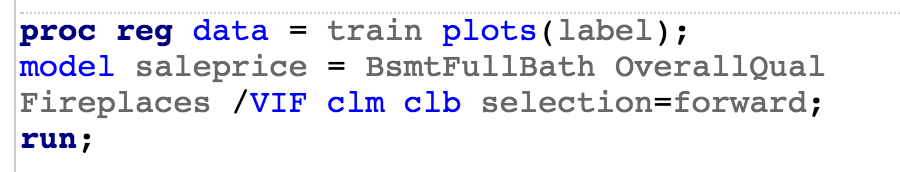 proc reg data = train plots(label);
model saleprice = BsmtFullBath OverallQual
Fireplaces /VIF clm clb selection=forward;
run;